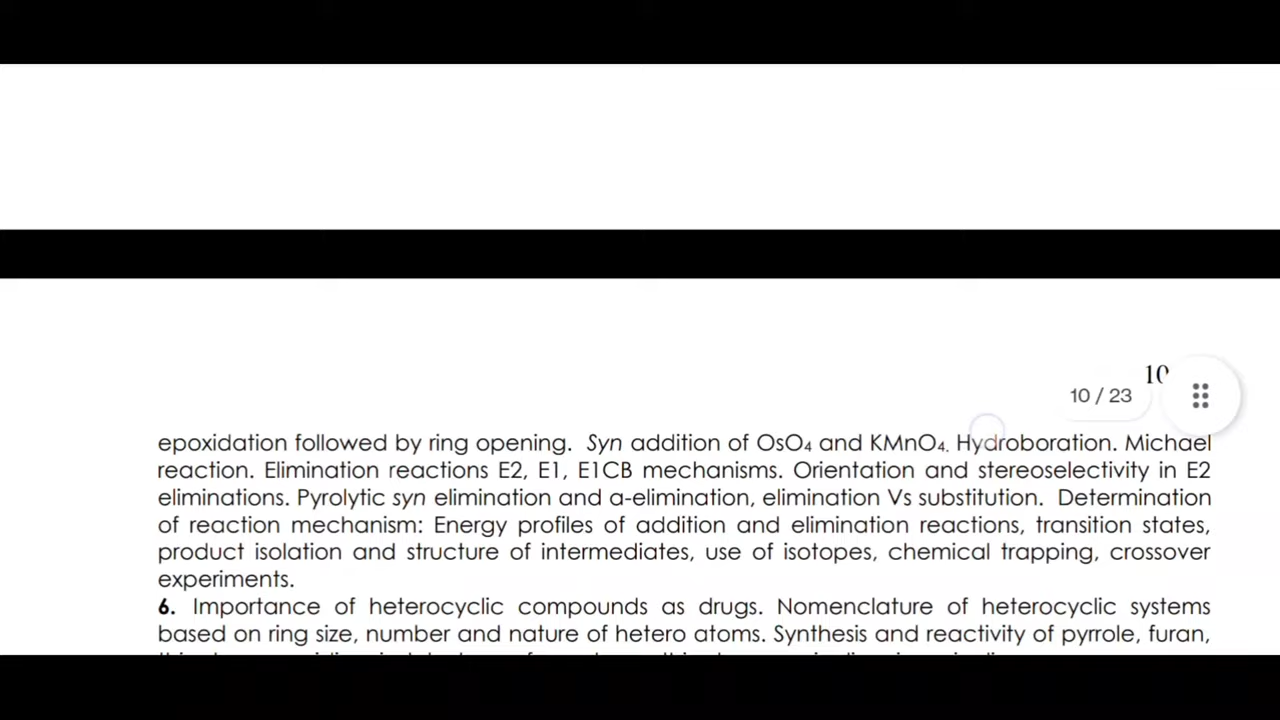 10
10 / 23
epoxidation followed by ring opening. Syn addition of OsO₄ and KMnO₄. Hydroboration. Michael
reaction. Elimination reactions E2, E1, E1CB mechanisms. Orientation and stereoselectivity in E2
eliminations. Pyrolytic syn elimination and α-elimination, elimination Vs substitution. Determination
of reaction mechanism: Energy profiles of addition and elimination reactions, transition states,
product isolation and structure of intermediates, use of isotopes, chemical trapping, crossover
experiments.
6. Importance of heterocyclic compounds as drugs. Nomenclature of heterocyclic systems
based on ring size, number and nature of hetero atoms. Synthesis and reactivity of pyrrole, furan,